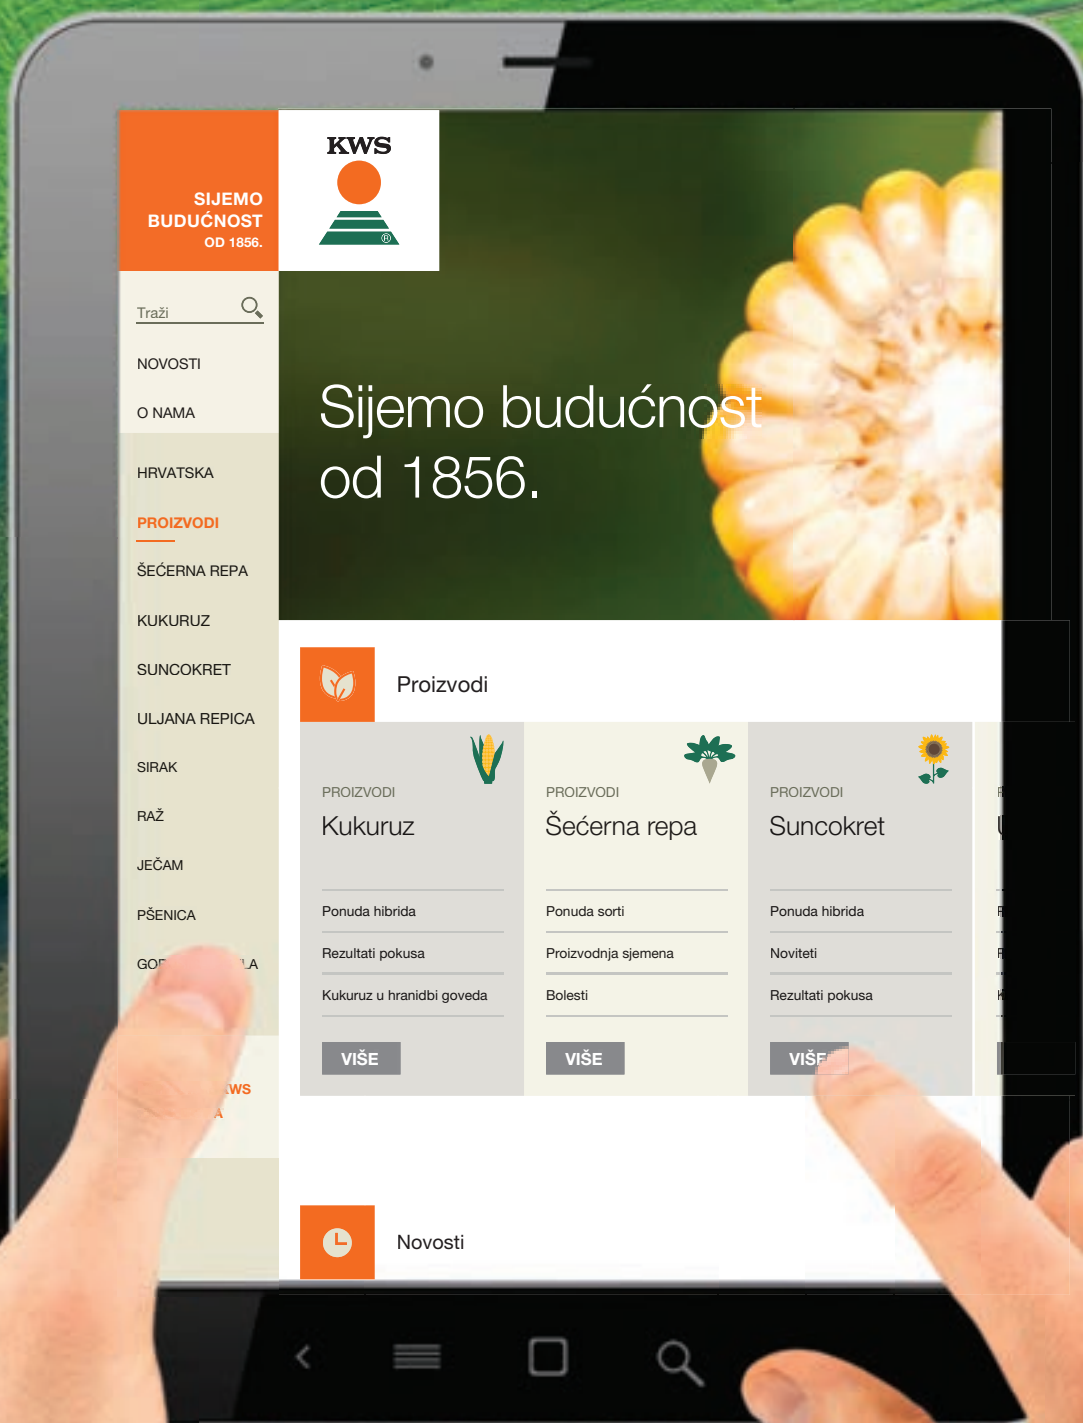 SIJEMO
BUDUĆNOST
OD 1856.
KWS
®
Traži
NOVOSTI
O NAMA
HRVATSKA
PROIZVODI
ŠEĆERNA REPA
KUKURUZ
SUNCOKRET
ULJANA REPICA
SIRAK
RAŽ
JEČAM
PŠENICA
KWS
Sijemo budućnost
od 1856.
Proizvodi
PROIZVODI
Kukuruz
Ponuda hibrida
Rezultati pokusa
Kukuruz u hranidbi goveda
VIŠE
PROIZVODI
Šećerna repa
Ponuda sorti
Proizvodnja sjemena
Bolesti
VIŠE
PROIZVODI
Suncokret
Ponuda hibrida
Noviteti
Rezultati pokusa
VIŠE
Novosti